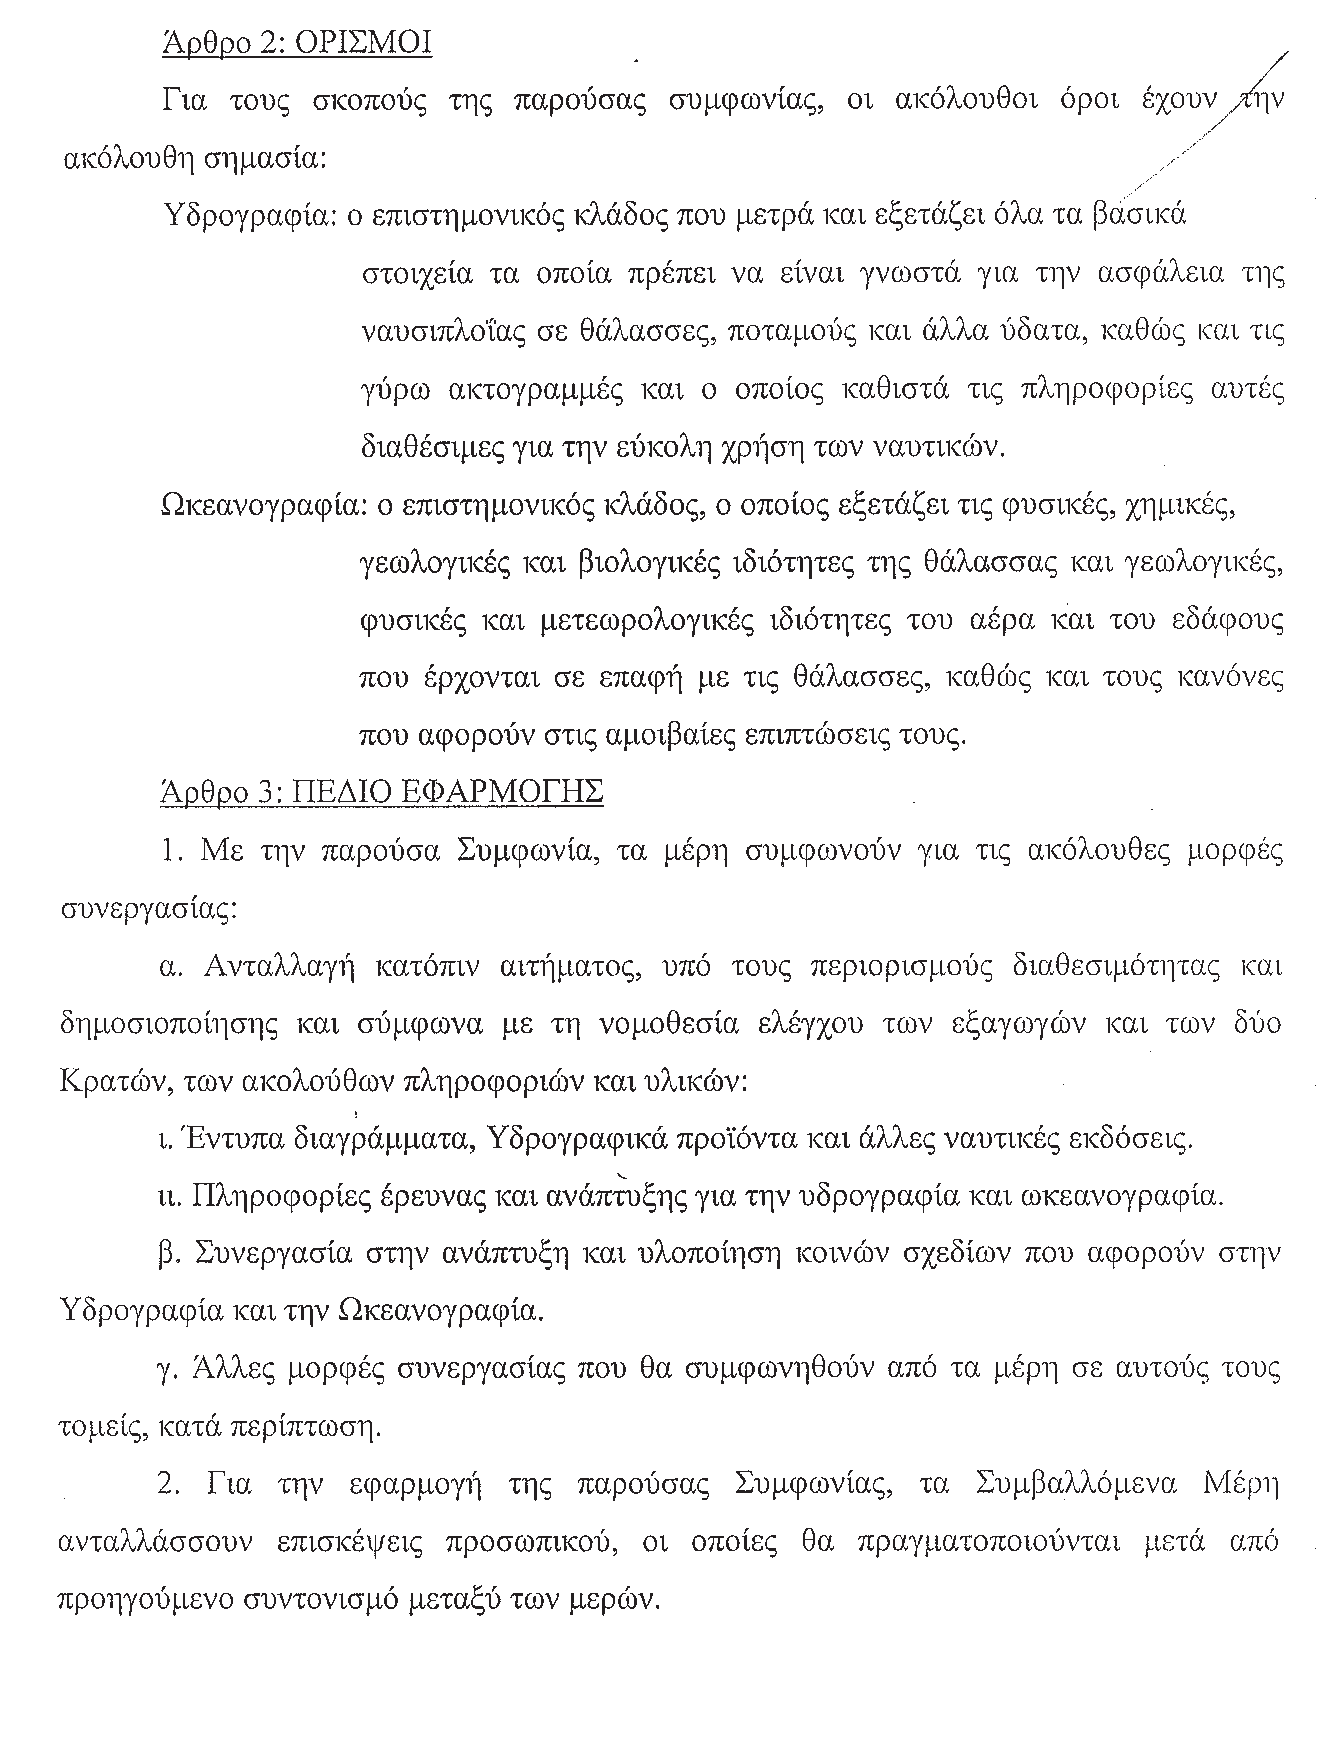 Άρθρο 2: ΟΡΙΣΜΟΙ
Για τους σκοπούς της παρούσας συμφωνίας, οι ακόλουθοι όροι έχουν την
ακόλουθη σημασία:
Υδρογραφία: ο επιστημονικός κλάδος που μετρά και εξετάζει όλα τα βασικά
στοιχεία τα οποία πρέπει να είναι γνωστά για την ασφάλεια της
ναυσιπλοΐας σε θάλασσες, ποταμούς και άλλα ύδατα, καθώς και τις
γύρω ακτογραμμές και ο οποίος καθιστά τις πληροφορίες αυτές
διαθέσιμες για την εύκολη χρήση των ναυτικών.
Ωκεανογραφία: ο επιστημονικός κλάδος, ο οποίος εξετάζει τις φυσικές, χημικές,
γεωλογικές και βιολογικές ιδιότητες της θάλασσας και γεωλογικές,
φυσικές και μετεωρολογικές ιδιότητες του αέρα και του εδάφους
που έρχονται σε επαφή με τις θάλασσες, καθώς και τους κανόνες
που αφορούν στις αμοιβαίες επιπτώσεις τους.
Άρθρο 3: ΠΕΔΙΟ ΕΦΑΡΜΟΓΗΣ
1. Με την παρούσα Συμφωνία, τα μέρη συμφωνούν για τις ακόλουθες μορφές
συνεργασίας:
α. Ανταλλαγή κατόπιν αιτήματος, υπό τους περιορισμούς διαθεσιμότητας και
δημοσιοποίησης και σύμφωνα με τη νομοθεσία ελέγχου των εξαγωγών και των δύο
Κρατών, των ακολούθων πληροφοριών και υλικών:
ι. Έντυπα διαγράμματα, Υδρογραφικά προϊόντα και άλλες ναυτικές εκδόσεις.
ιι. Πληροφορίες έρευνας και ανάπτυξης για την υδρογραφία και ωκεανογραφία.
β. Συνεργασία στην ανάπτυξη και υλοποίηση κοινών σχεδίων που αφορούν στην
Υδρογραφία και την Ωκεανογραφία.
γ. Άλλες μορφές συνεργασίας που θα συμφωνηθούν από τα μέρη σε αυτούς τους
τομείς, κατά περίπτωση.
2. Για την εφαρμογή της παρούσας Συμφωνίας, τα Συμβαλλόμενα Μέρη
ανταλλάσσουν επισκέψεις προσωπικού, οι οποίες θα πραγματοποιούνται μετά από
προηγούμενο συντονισμό μεταξύ των μερών.